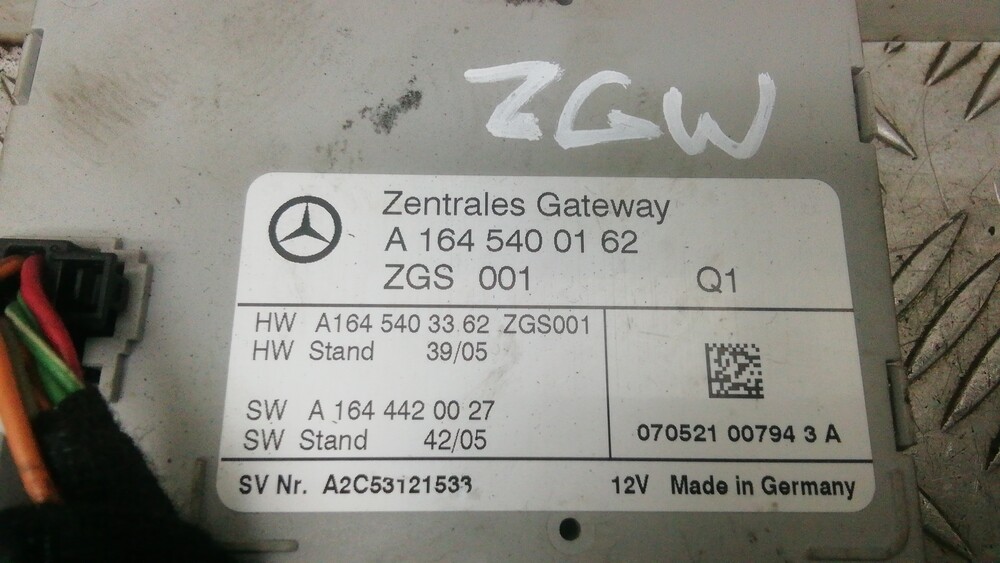 ZGW
Zentrales Gateway
A 164 540 01 62
ZGS 001 Q1
HW A164 540 33 62 ZGS001
HW Stand 39/05
SW A 164 442 00 27
SW Stand 42/05
070521 00794 3 A
SV Nr. A2C53121533 12V Made in Germany